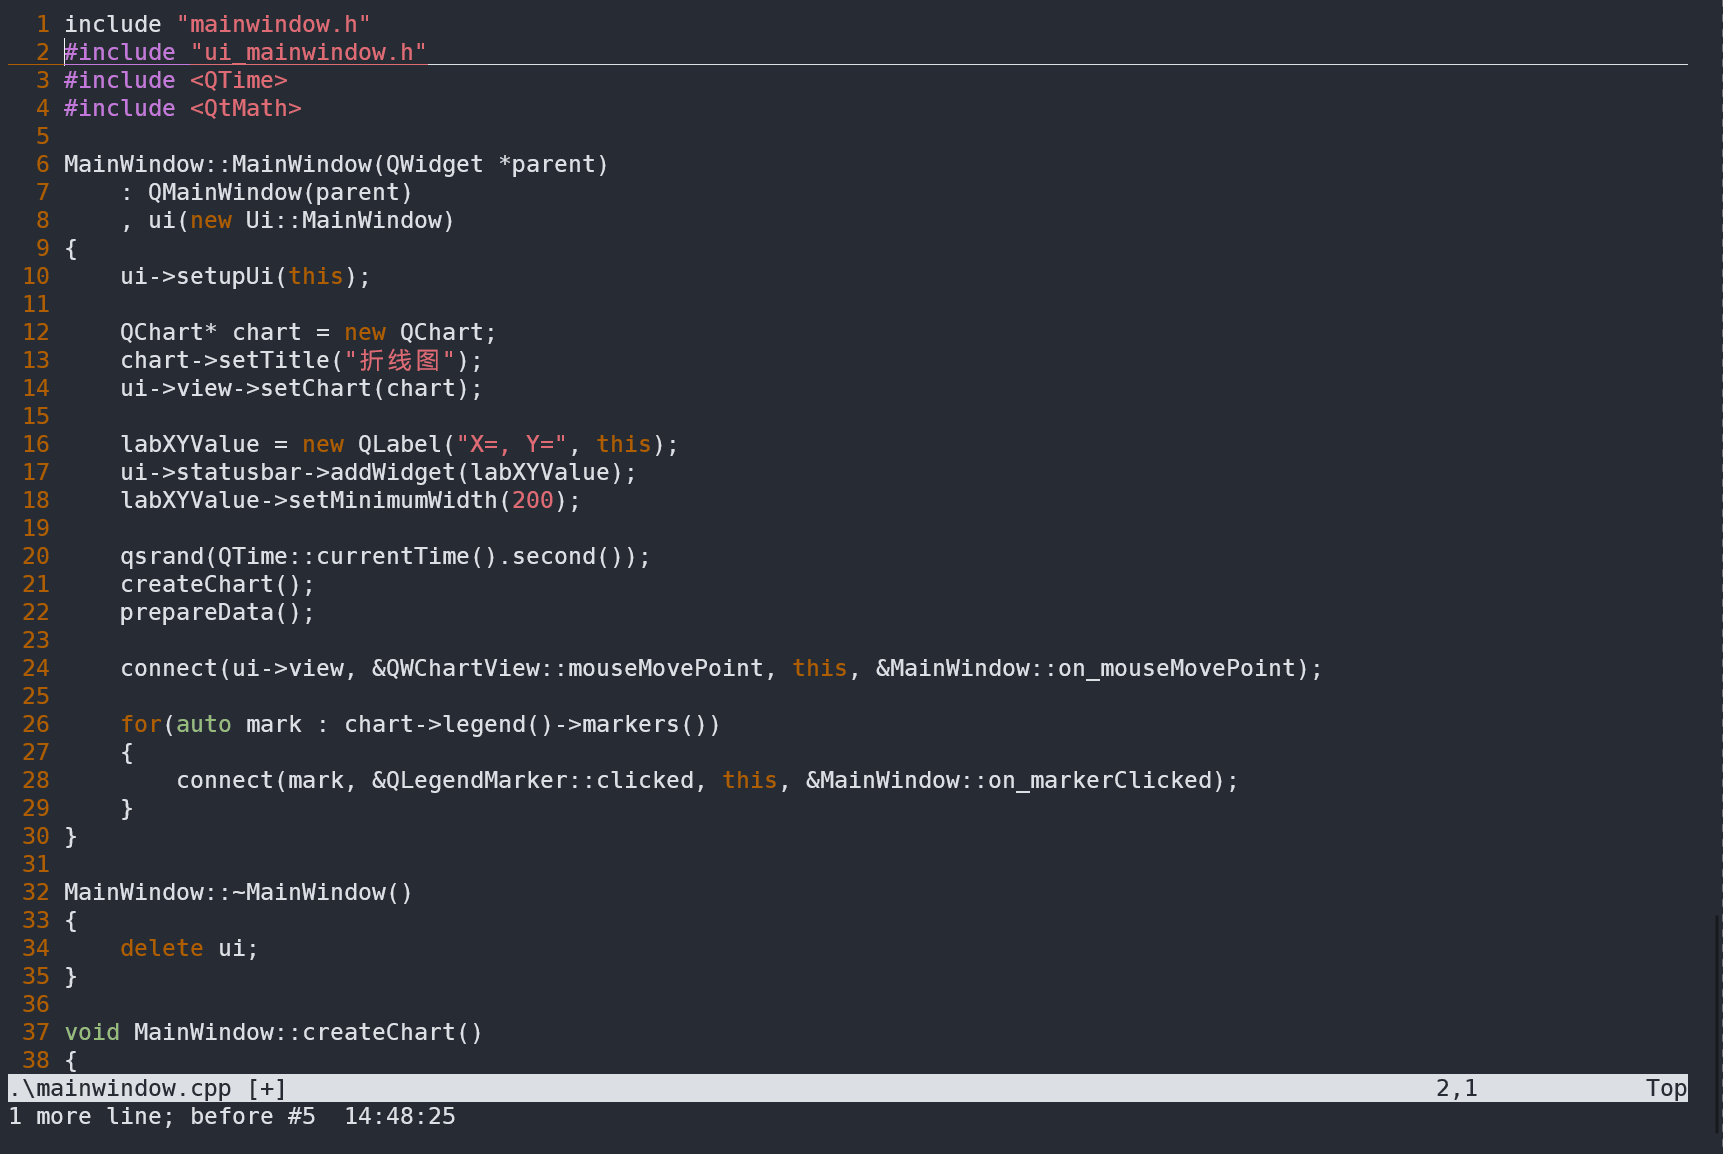 1 include "mainwindow.h"
2 #include "ui_mainwindow.h"
3 #include <QTime>
4 #include <QtMath>
5
6 MainWindow::MainWindow(QWidget *parent)
7     : QMainWindow(parent)
8     , ui(new Ui::MainWindow)
9 {
10     ui->setupUi(this);
11
12     QChart* chart = new QChart;
13     chart->setTitle("折线图");
14     ui->view->setChart(chart);
15
16     labXYValue = new QLabel("X=, Y=", this);
17     ui->statusbar->addWidget(labXYValue);
18     labXYValue->setMinimumWidth(200);
19
20     qsrand(QTime::currentTime().second());
21     createChart();
22     prepareData();
23
24     connect(ui->view, &QWChartView::mouseMovePoint, this, &MainWindow::on_mouseMovePoint);
25
26     for(auto mark : chart->legend()->markers())
27     {
28         connect(mark, &QLegendMarker::clicked, this, &MainWindow::on_markerClicked);
29     }
30 }
31
32 MainWindow::~MainWindow()
33 {
34     delete ui;
35 }
36
37 void MainWindow::createChart()
38 {
.\mainwindow.cpp [+] 2,1 Top
1 more line; before #5  14:48:25